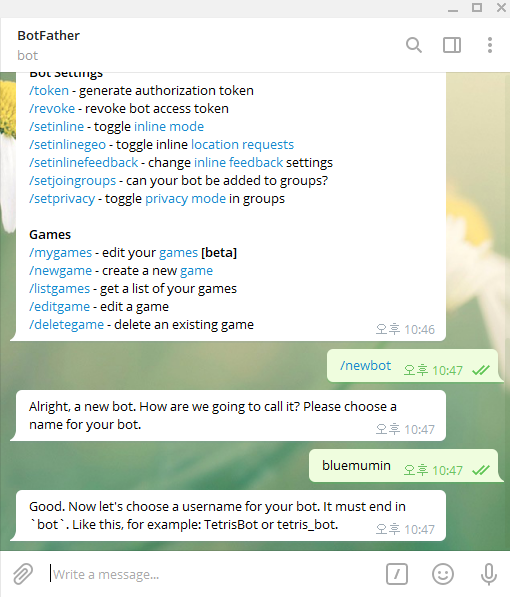 BotFather
bot
Bot Settings
/token - generate authorization token
/revoke - revoke bot access token
/setinline - toggle inline mode
/setinlinegeo - toggle inline location requests
/setinlinefeedback - change inline feedback settings
/setjoingroups - can your bot be added to groups?
/setprivacy - toggle privacy mode in groups
Games
/mygames - edit your games [beta]
/newgame - create a new game
/listgames - get a list of your games
/editgame - edit a game
/deletegame - delete an existing game
오후 10:46
/newbot 오후 10:47
Alright, a new bot. How are we going to call it? Please choose a
name for your bot.
오후 10:47
bluemumin 오후 10:47
Good. Now let's choose a username for your bot. It must end in
`bot`. Like this, for example: TetrisBot or tetris_bot.
오후 10:47
Write a message...